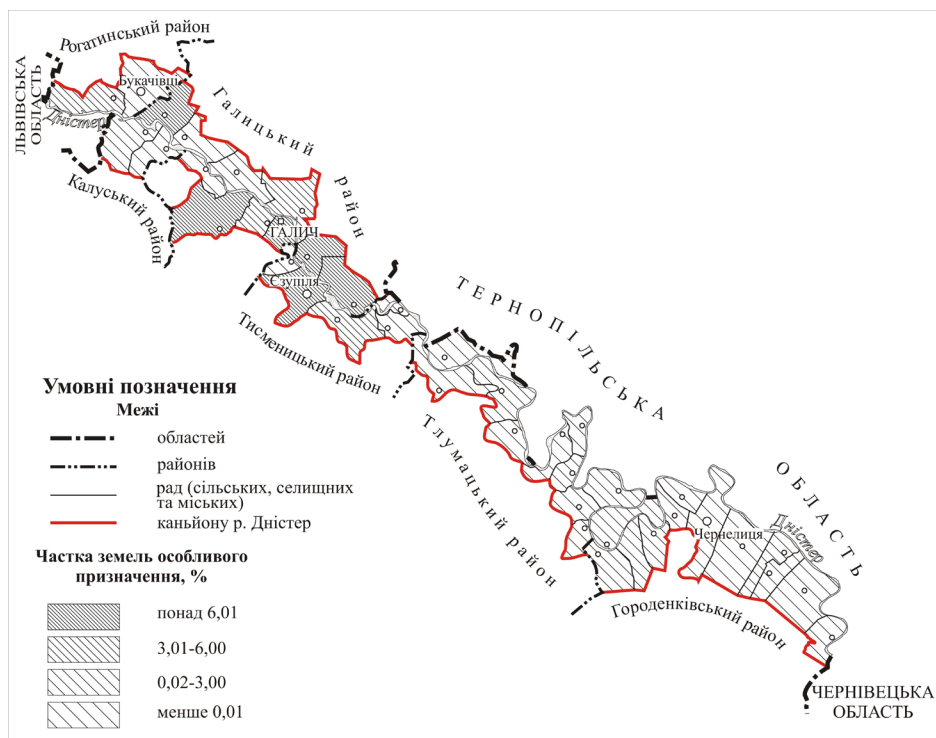 Рогатинський район
ЛЬВІВСЬКА
ОБЛАСТЬ
Букачівці
Дністер
Галицький район
Калуський район
ГАЛИЧ
Єзупіля
Тисменицький район
ТЕРНОПІЛЬСЬКА
ОБЛАСТЬ
Тлумацький район
Чернелиця
Дністер
Городенківський район
ЧЕРНІВЕЦЬКА
ОБЛАСТЬ
Умовні позначення
Межі
областей
районів
рад (сільських, селищних
та міських)
каньйону р. Дністер
Частка земель особливого
призначення, %
понад 6,01
3,01-6,00
0,02-3,00
менше 0,01